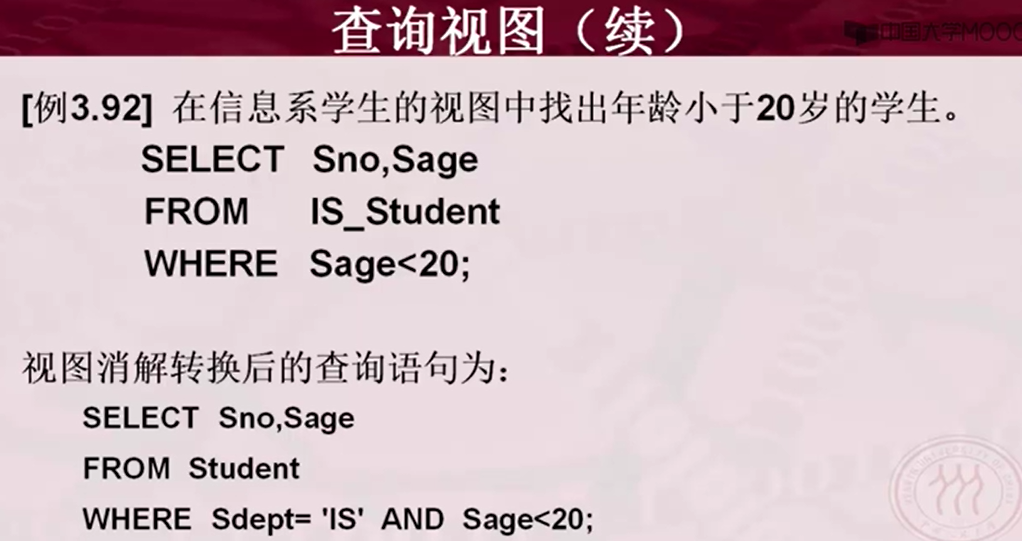 查询视图（续）
中国大学MOOC
[例3.92] 在信息系学生的视图中找出年龄小于20岁的学生。
SELECT Sno,Sage
FROM IS_Student
WHERE Sage<20;
视图消解转换后的查询语句为：
SELECT Sno,Sage
FROM Student
WHERE Sdept= 'IS' AND Sage<20;